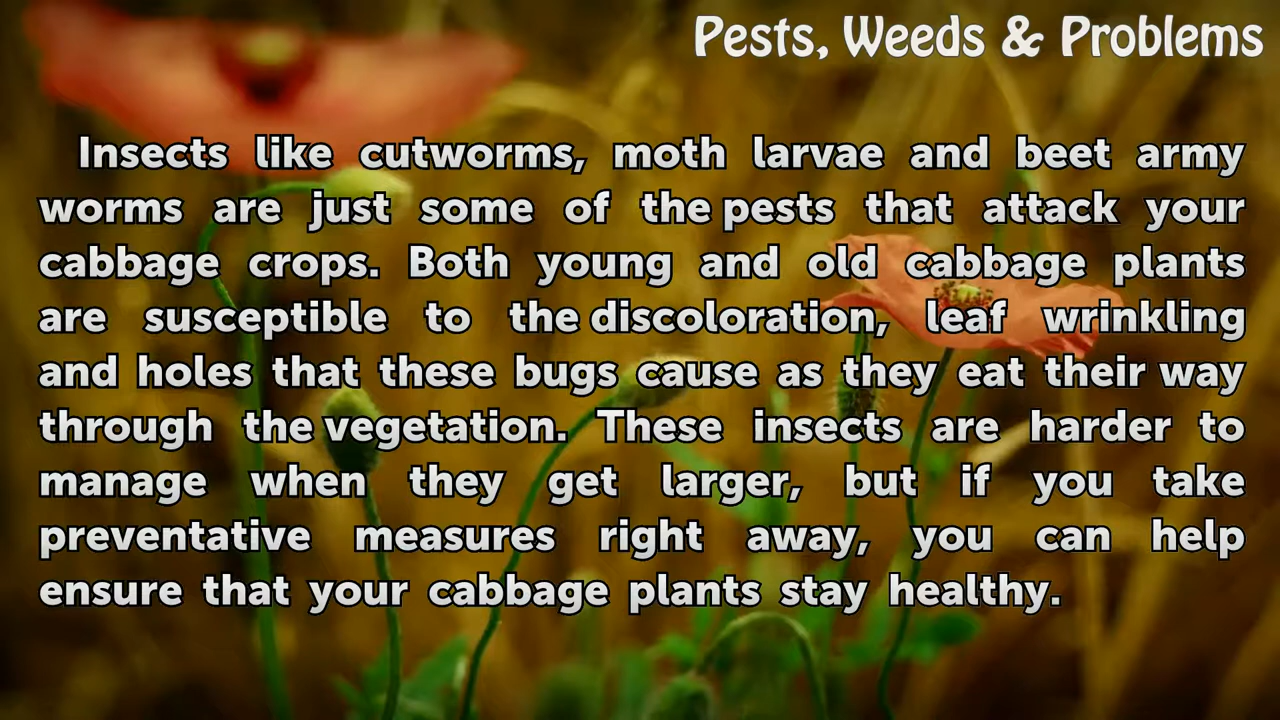 Pests, Weeds & Problems
Insects like cutworms, moth larvae and beet army
worms are just some of the pests that attack your
cabbage crops. Both young and old cabbage plants
are susceptible to the discoloration, leaf wrinkling
and holes that these bugs cause as they eat their way
through the vegetation. These insects are harder to
manage when they get larger, but if you take
preventative measures right away, you can help
ensure that your cabbage plants stay healthy.